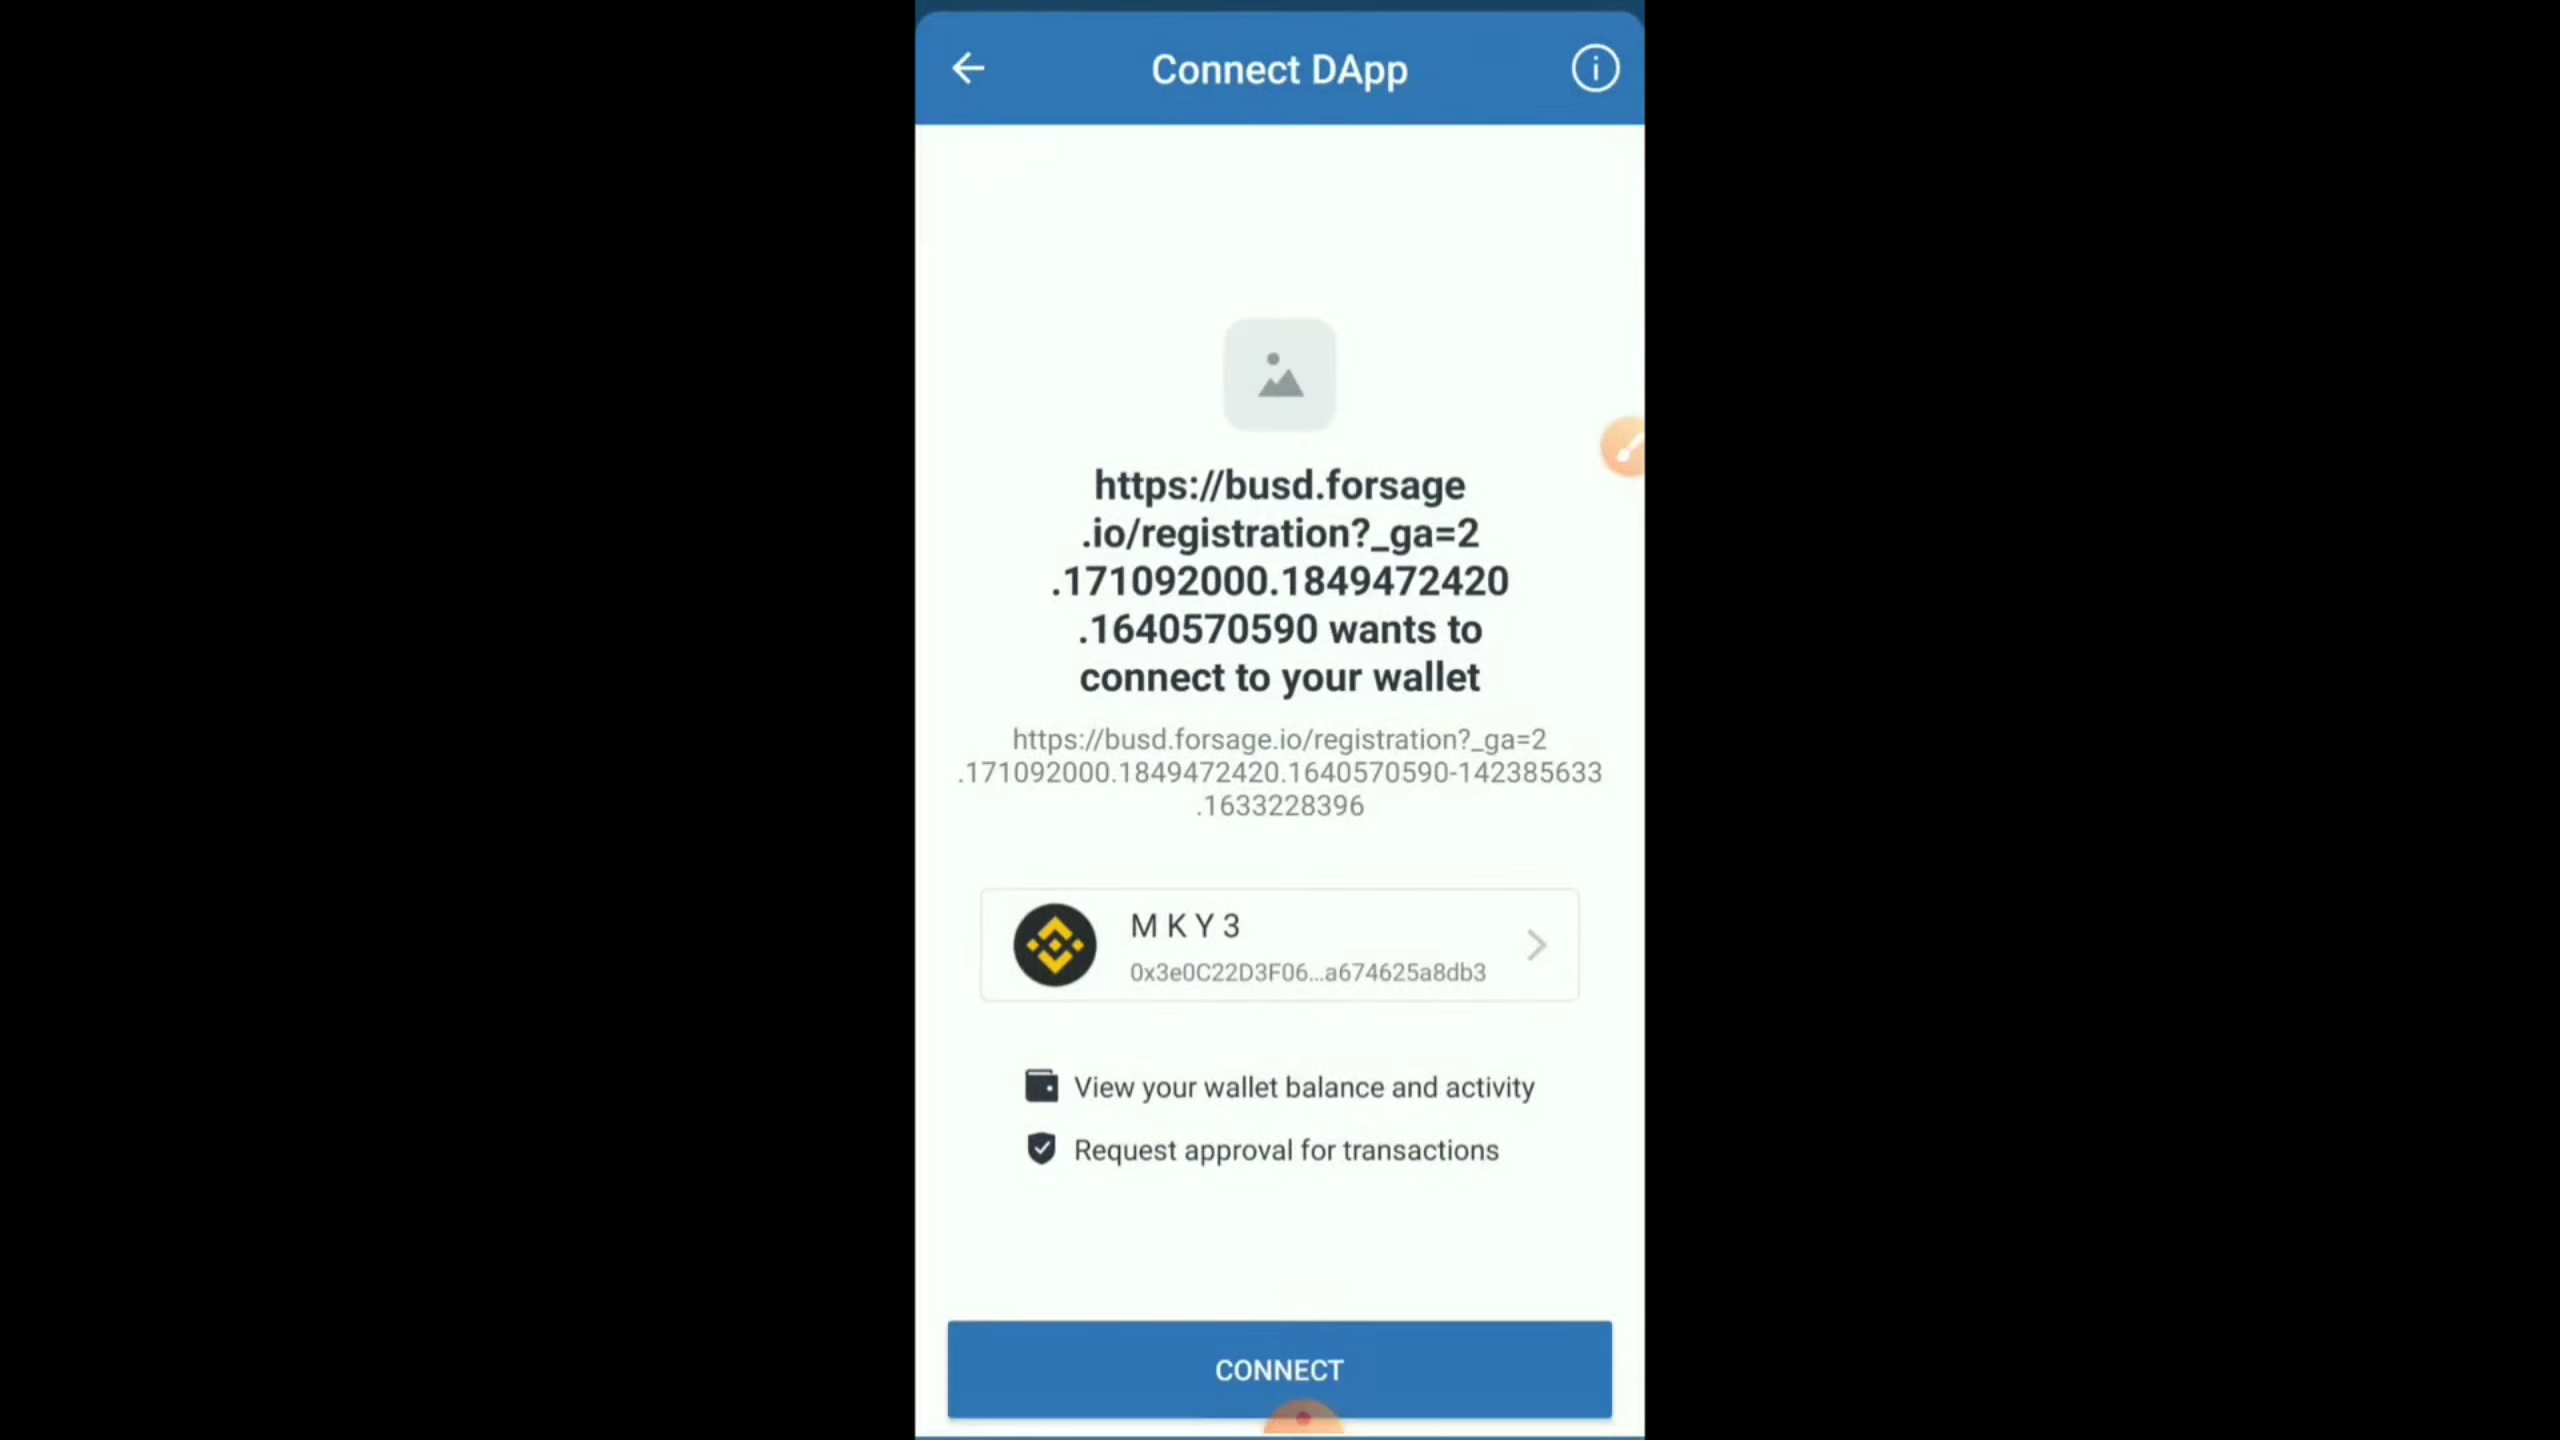 Connect DApp
https://busd.forsage
.io/registration?_ga=2
.171092000.1849472420
.1640570590 wants to
connect to your wallet
https://busd.forsage.io/registration?_ga=2
.171092000.1849472420.1640570590-142385633
.1633228396
M K Y 3
0x3e0C22D3F06...a674625a8db3
View your wallet balance and activity
Request approval for transactions
CONNECT